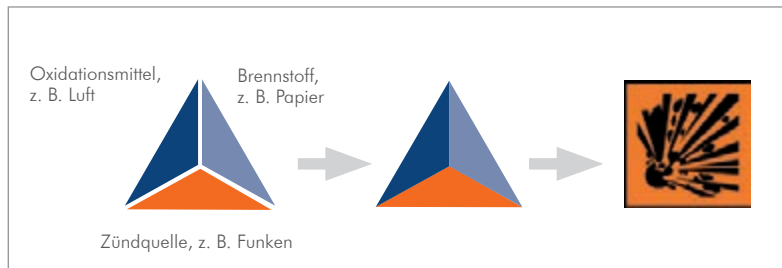 Oxidationsmittel,
z. B. Luft
Brennstoff,
z. B. Papier
Zündquelle, z. B. Funken